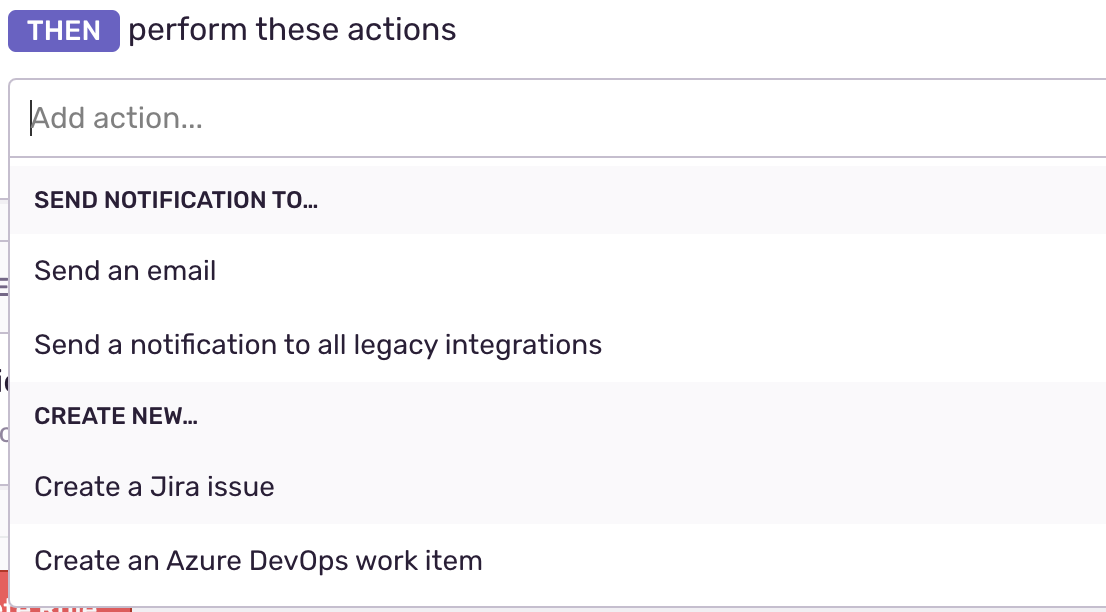 THEN perform these actions
Add action...
SEND NOTIFICATION TO…
Send an email
Send a notification to all legacy integrations
CREATE NEW…
Create a Jira issue
Create an Azure DevOps work item